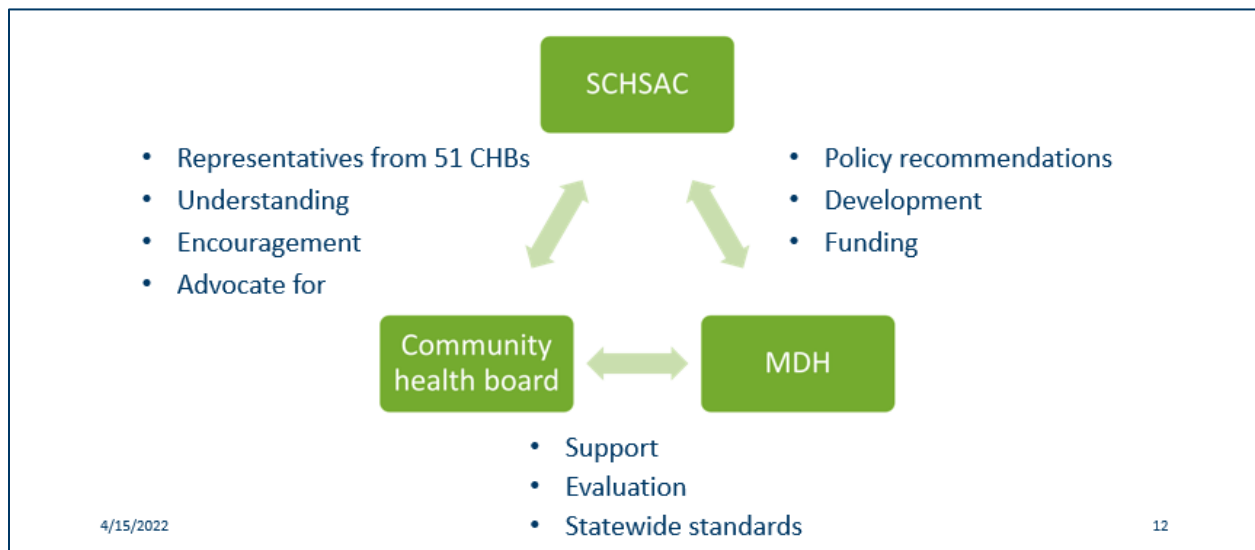 SCHSAC
• Representatives from 51 CHBs
• Understanding
• Encouragement
• Advocate for
• Policy recommendations
• Development
• Funding
Community
health board
MDH
• Support
• Evaluation
• Statewide standards
4/15/2022
12